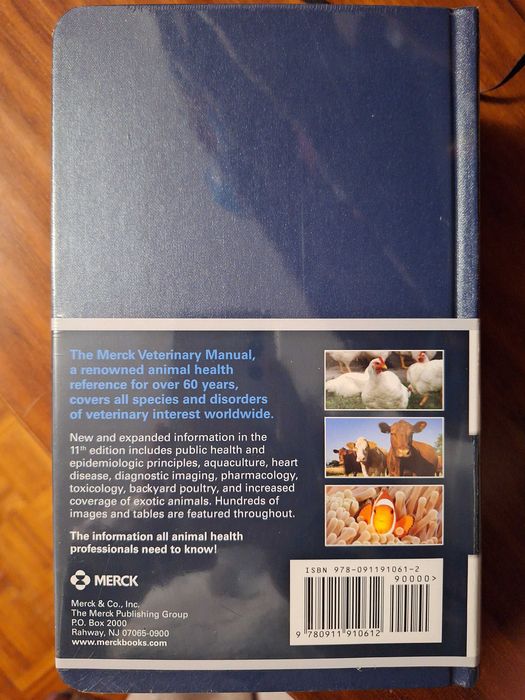 The Merck Veterinary Manual,
a renowned animal health
reference for over 60 years,
covers all species and disorders
of veterinary interest worldwide.
New and expanded information in the
11th edition includes public health and
epidemiologic principles, aquaculture, heart
disease, diagnostic imaging, pharmacology,
toxicology, backyard poultry, and increased
coverage of exotic animals. Hundreds of
images and tables are featured throughout.
The information all animal health
professionals need to know!
MERCK
Merck & Co., Inc.
The Merck Publishing Group
P.O. Box 2000
Rahway, NJ 07065-0900
www.merckbooks.com
ISBN 978-091191061-2
90000>
9 780911 910612